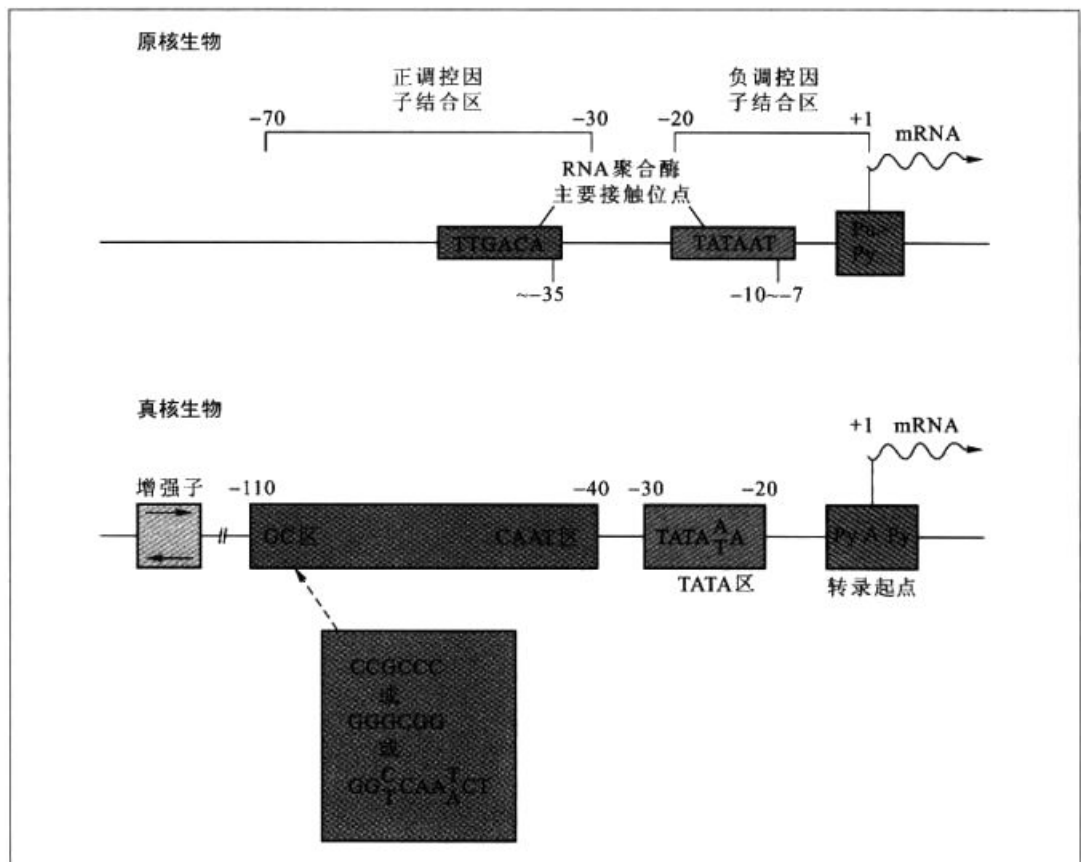 原核生物
正调控因
子结合区
负调控因
子结合区
-70
-30
-20
+1
mRNA
RNA 聚合酶
主要接触位点
TTGACA
TATAAT
Pu
Py
~-35
-10~-7
真核生物
+1
mRNA
增强子
-110
-40
-30
-20
GC区
CAAT区
TATA A/T A
Py A Py
TATA区
转录起点
CCGCCC
或
GGGCGG
或
GG C/T CAA T/A CT